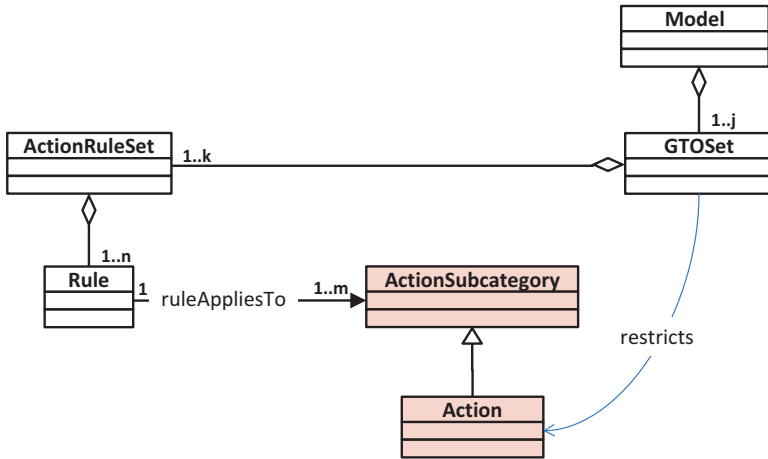 Model
1..j
ActionRuleSet
1..k
GTOSet
1..n
Rule
1
ruleAppliesTo
1..m
ActionSubcategory
restricts
Action